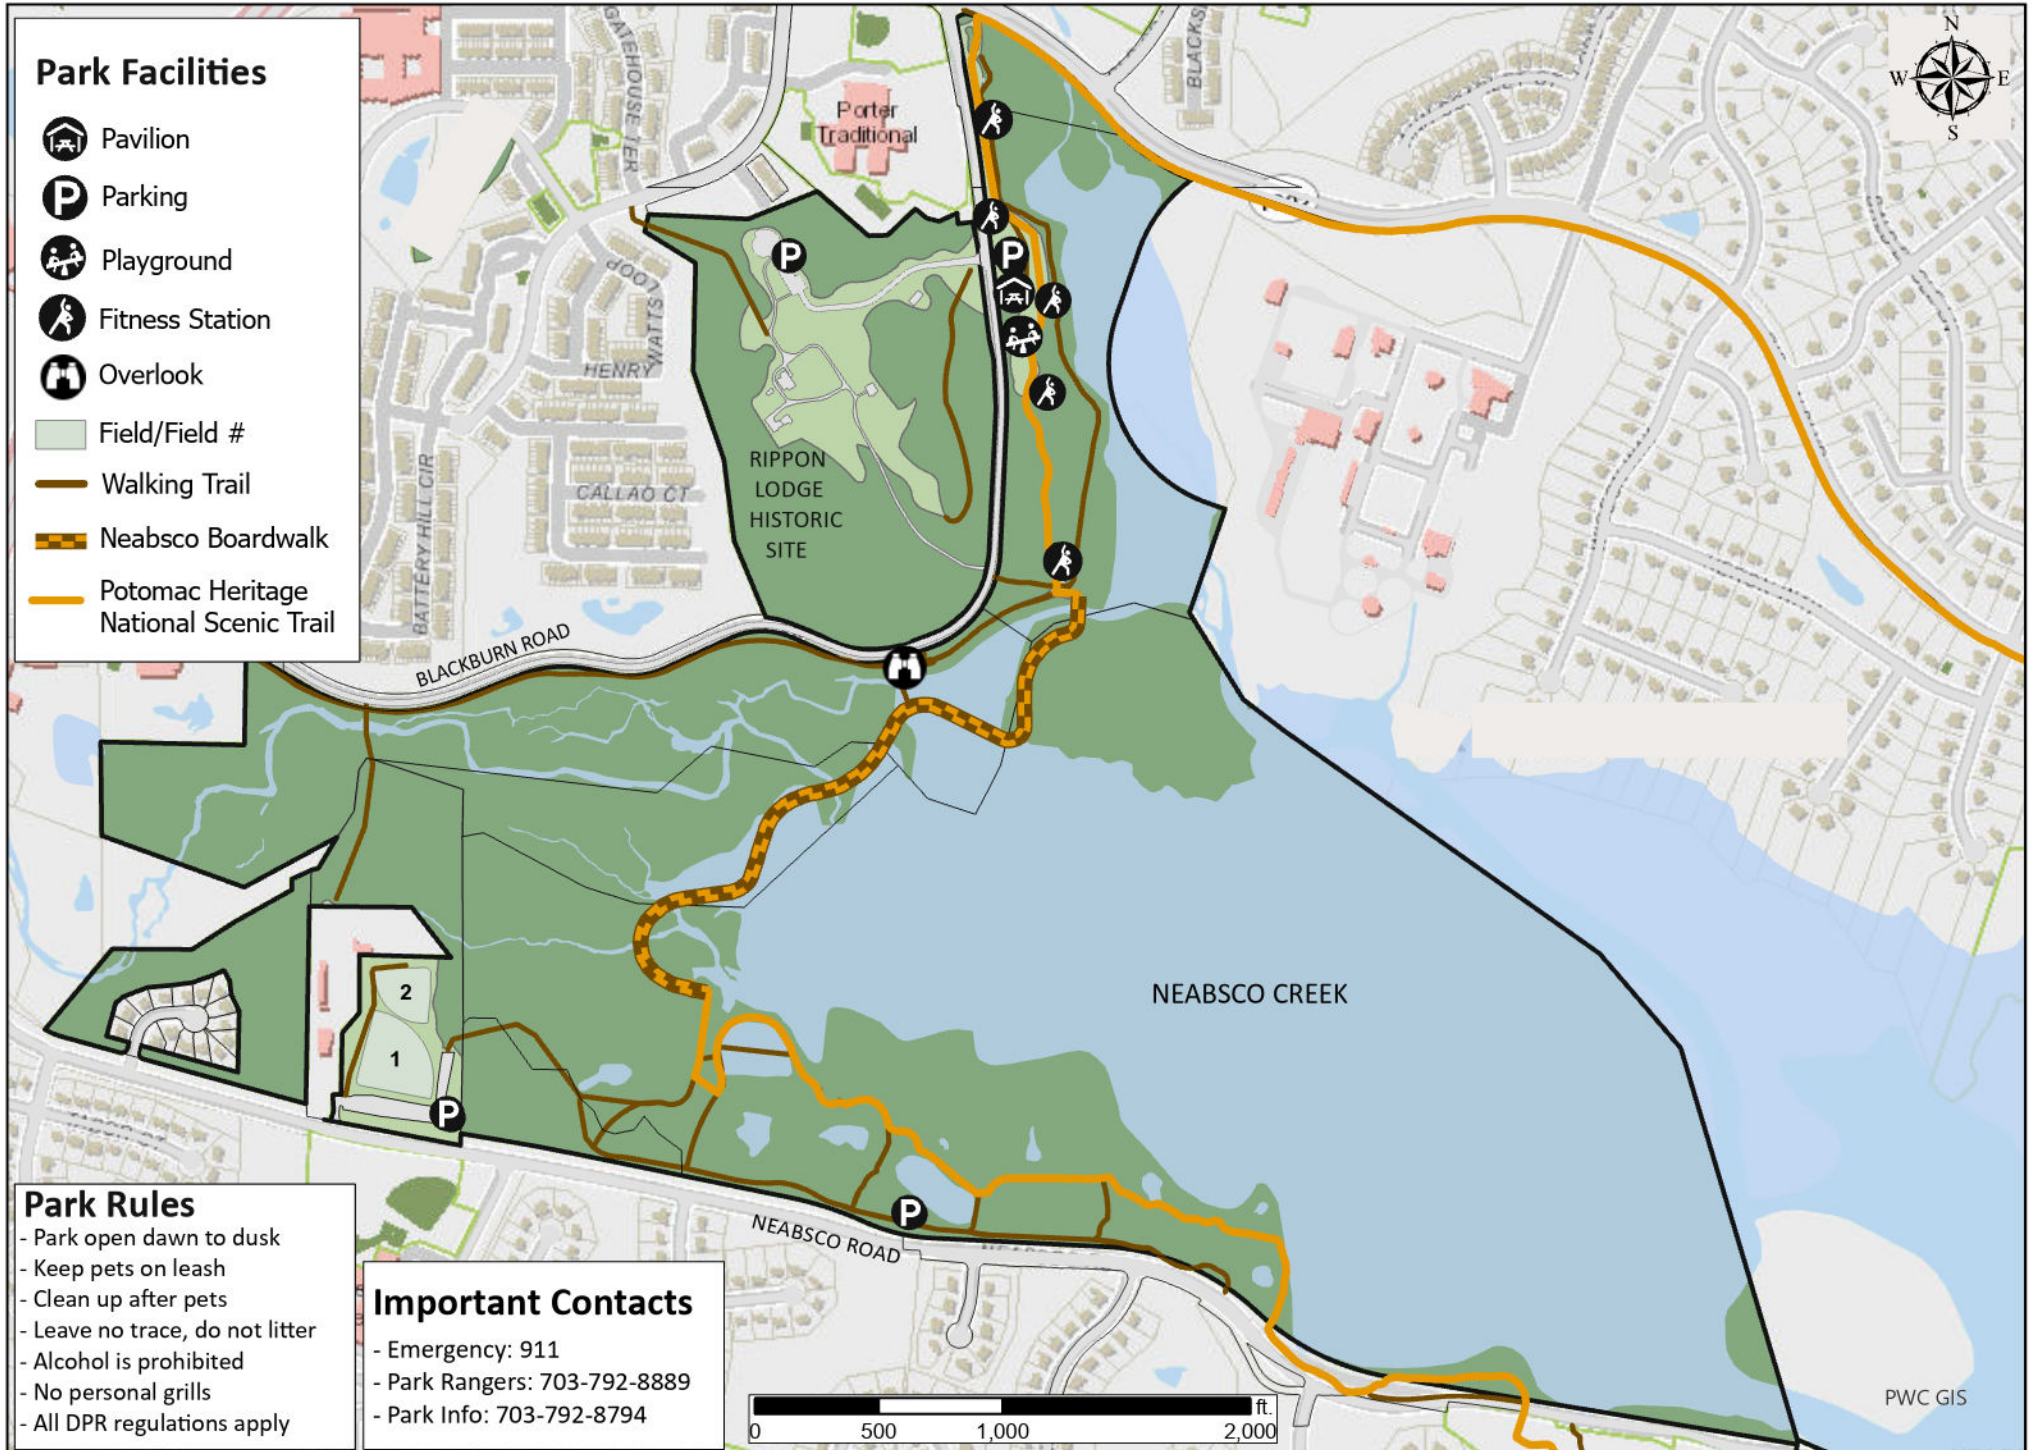 Park Facilities
Pavilion
Parking
Playground
Fitness Station
Overlook
Field/Field #
Walking Trail
Neabsco Boardwalk
Potomac Heritage
National Scenic Trail
N
W
E
S
GATEHOUSE TER
Porter
Traditional
WATTS
LOOP
HENRY
CALLAO CT
BATTERY HILL CIR
BLACKBURN ROAD
RIPPON
LODGE
HISTORIC
SITE
P
P
2
1
P
P
NEABSCO CREEK
NEABSCO ROAD
Park Rules
- Park open dawn to dusk
- Keep pets on leash
- Clean up after pets
- Leave no trace, do not litter
- Alcohol is prohibited
- No personal grills
- All DPR regulations apply
Important Contacts
- Emergency: 911
- Park Rangers: 703-792-8889
- Park Info: 703-792-8794
ft.
0 500 1,000 2,000
PWC GIS